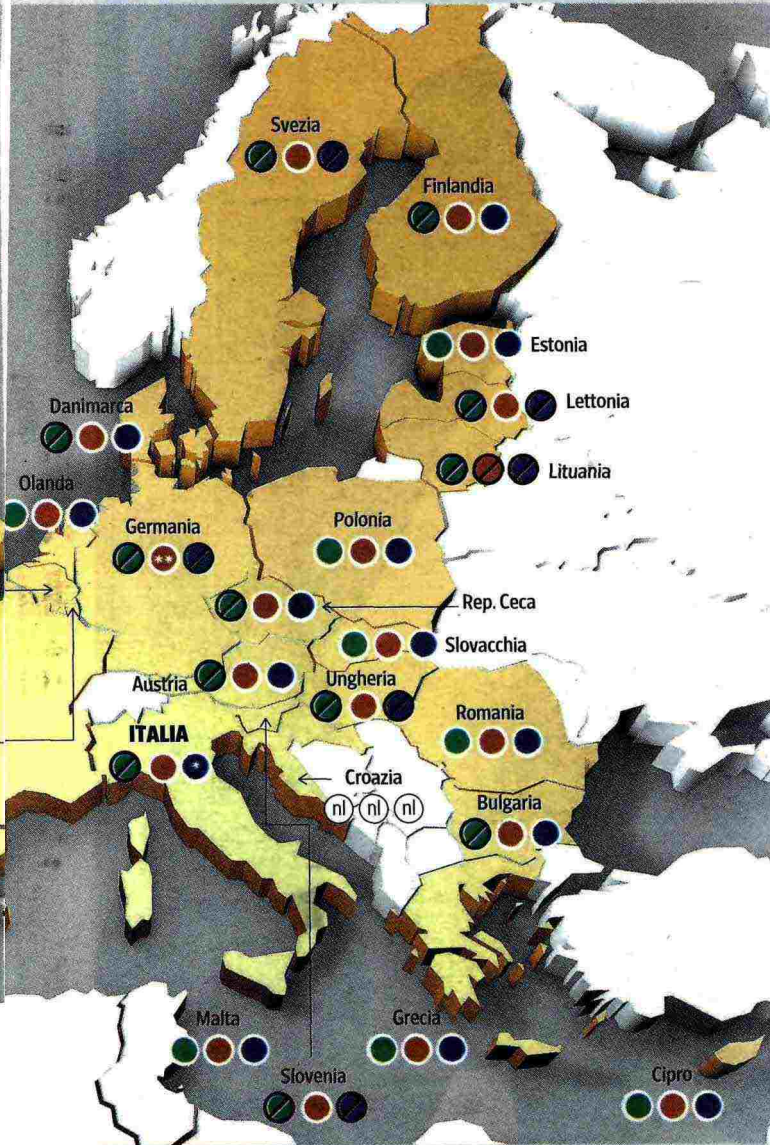 Svezia
Finlandia
Estonia
Danimarca
Lettonia
Lituania
Olanda
Germania
**
Polonia
Rep. Ceca
Slovacchia
Austria
Ungheria
ITALIA
*
Romania
Croazia
nl nl nl
Bulgaria
Malta
Grecia
Slovenia
Cipro